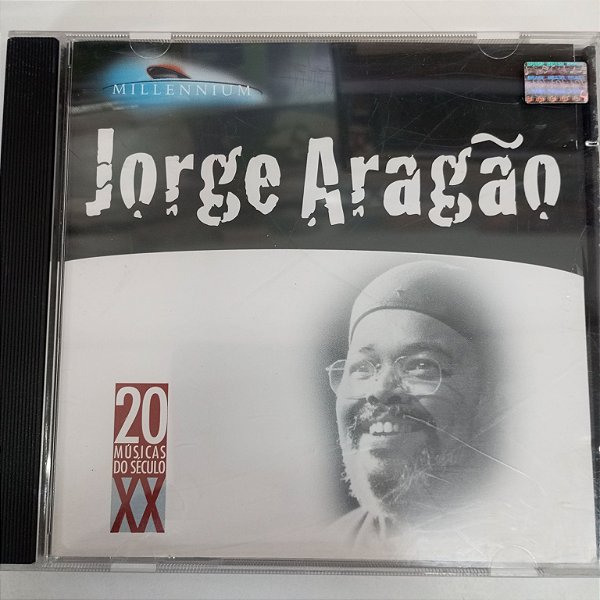 MILLENNIUM
Jorge Aragão
20
MÚSICAS
DO SÉCULO
XX